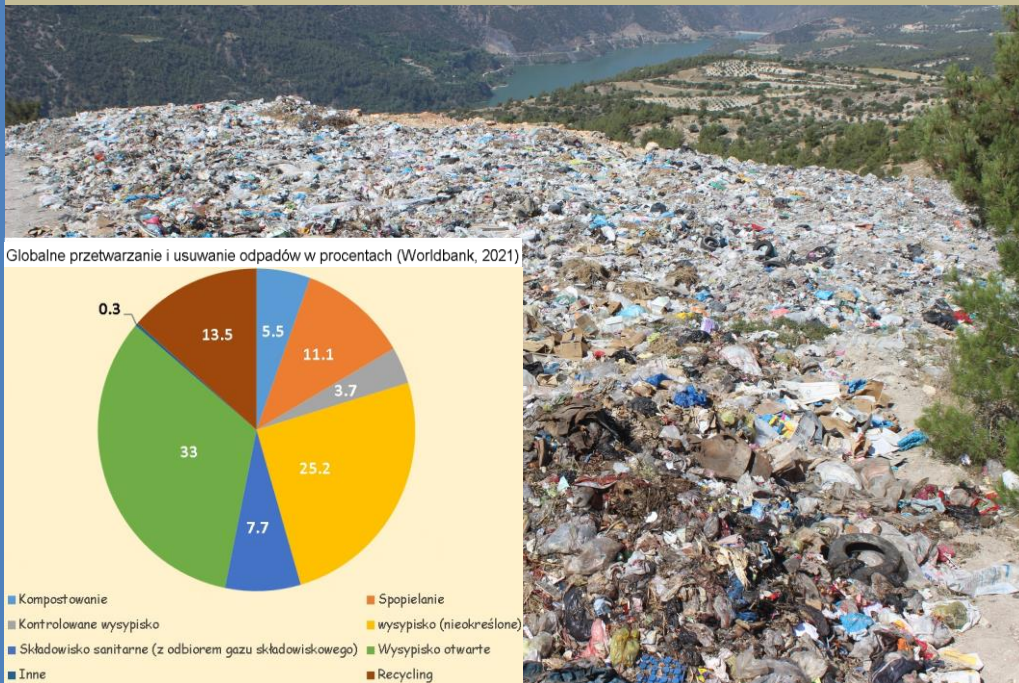 Globalne przetwarzanie i usuwanie odpadów w procentach (Worldbank, 2021)
0.3
13.5
5.5
11.1
3.7
33
25.2
7.7
Kompostowanie
Spopielanie
Kontrolowane wysypisko
wysypisko (nieokreślone)
Składowisko sanitarne (z odbiorem gazu składowiskowego)
Wysypisko otwarte
Inne
Recycling